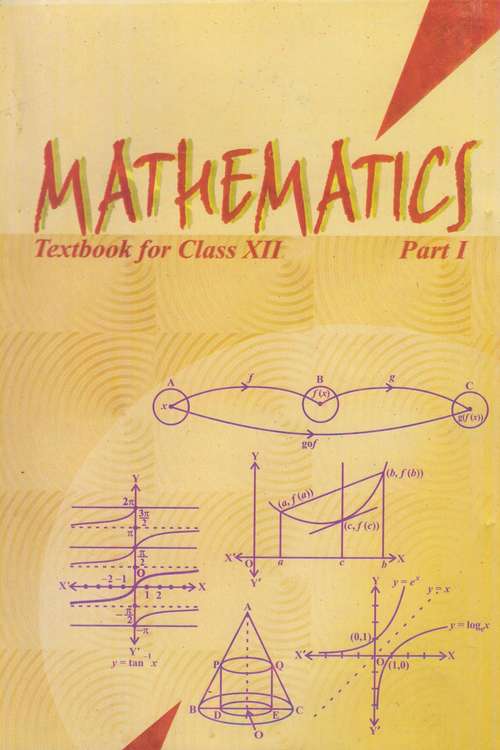 MATHEMATICS
Textbook for Class XII Part I
A f B g C
x f(x) g(f(x))
gof
Y
2π
3π/2
π
π/2
O
−2 −1
X' 1 2 X
−π/2
−π
Y'
y = tan⁻¹ x
Y
(b, f(b))
(a, f(a))
(c, f(c))
X' O a c b X
Y'
A
P Q
B D E C
O
Y y = eˣ y = x
y = logₑx
(0,1)
X' O (1,0) X
Y'